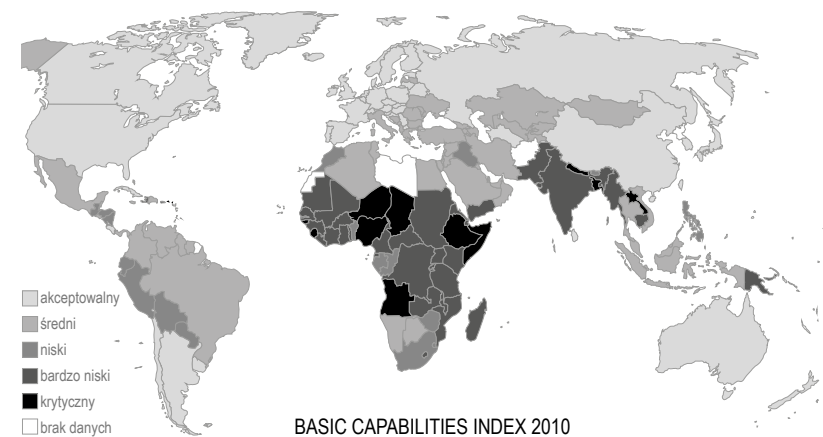 akceptowalny
średni
niski
bardzo niski
krytyczny
brak danych
BASIC CAPABILITIES INDEX 2010